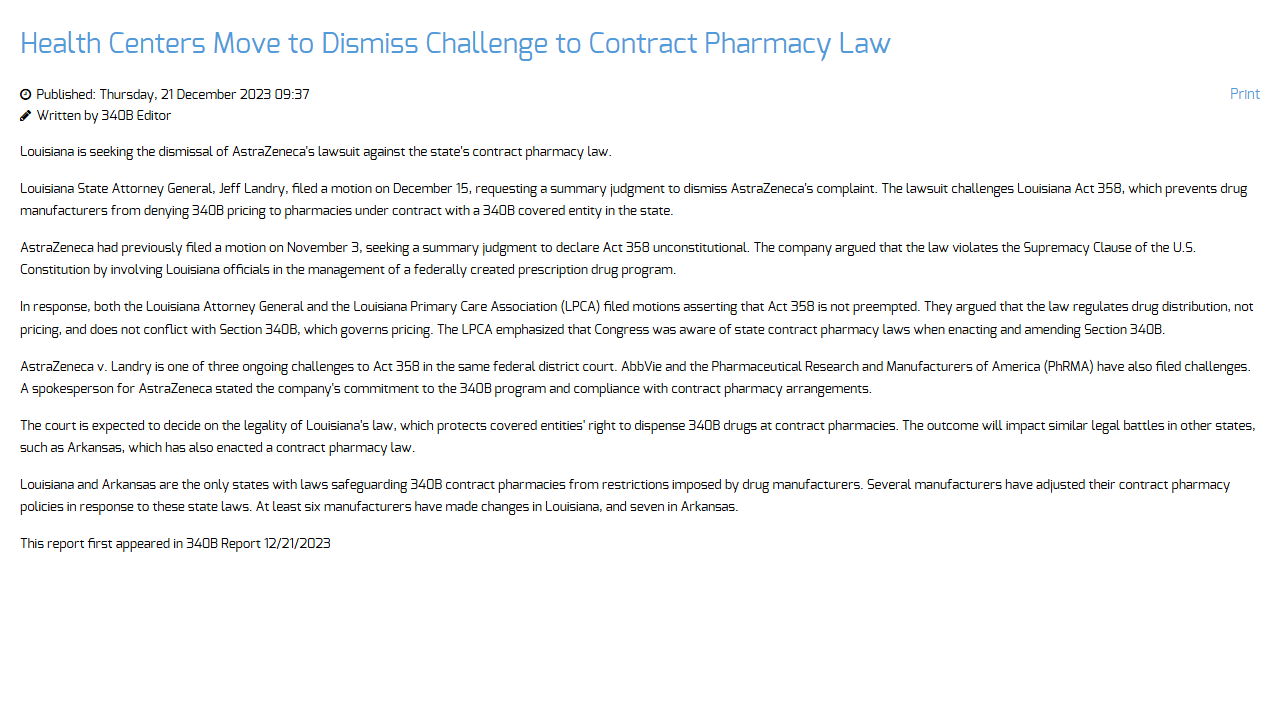 Health Centers Move to Dismiss Challenge to Contract Pharmacy Law
Published: Thursday, 21 December 2023 09:37
Print
Written by 340B Editor
Louisiana is seeking the dismissal of AstraZeneca's lawsuit against the state's contract pharmacy law.
Louisiana State Attorney General, Jeff Landry, filed a motion on December 15, requesting a summary judgment to dismiss AstraZeneca's complaint. The lawsuit challenges Louisiana Act 358, which prevents drug
manufacturers from denying 340B pricing to pharmacies under contract with a 340B covered entity in the state.
AstraZeneca had previously filed a motion on November 3, seeking a summary judgment to declare Act 358 unconstitutional. The company argued that the law violates the Supremacy Clause of the U.S.
Constitution by involving Louisiana officials in the management of a federally created prescription drug program.
In response, both the Louisiana Attorney General and the Louisiana Primary Care Association (LPCA) filed motions asserting that Act 358 is not preempted. They argued that the law regulates drug distribution, not
pricing, and does not conflict with Section 340B, which governs pricing. The LPCA emphasized that Congress was aware of state contract pharmacy laws when enacting and amending Section 340B.
AstraZeneca v. Landry is one of three ongoing challenges to Act 358 in the same federal district court. AbbVie and the Pharmaceutical Research and Manufacturers of America (PhRMA) have also filed challenges.
A spokesperson for AstraZeneca stated the company's commitment to the 340B program and compliance with contract pharmacy arrangements.
The court is expected to decide on the legality of Louisiana's law, which protects covered entities' right to dispense 340B drugs at contract pharmacies. The outcome will impact similar legal battles in other states,
such as Arkansas, which has also enacted a contract pharmacy law.
Louisiana and Arkansas are the only states with laws safeguarding 340B contract pharmacies from restrictions imposed by drug manufacturers. Several manufacturers have adjusted their contract pharmacy
policies in response to these state laws. At least six manufacturers have made changes in Louisiana, and seven in Arkansas.
This report first appeared in 340B Report 12/21/2023